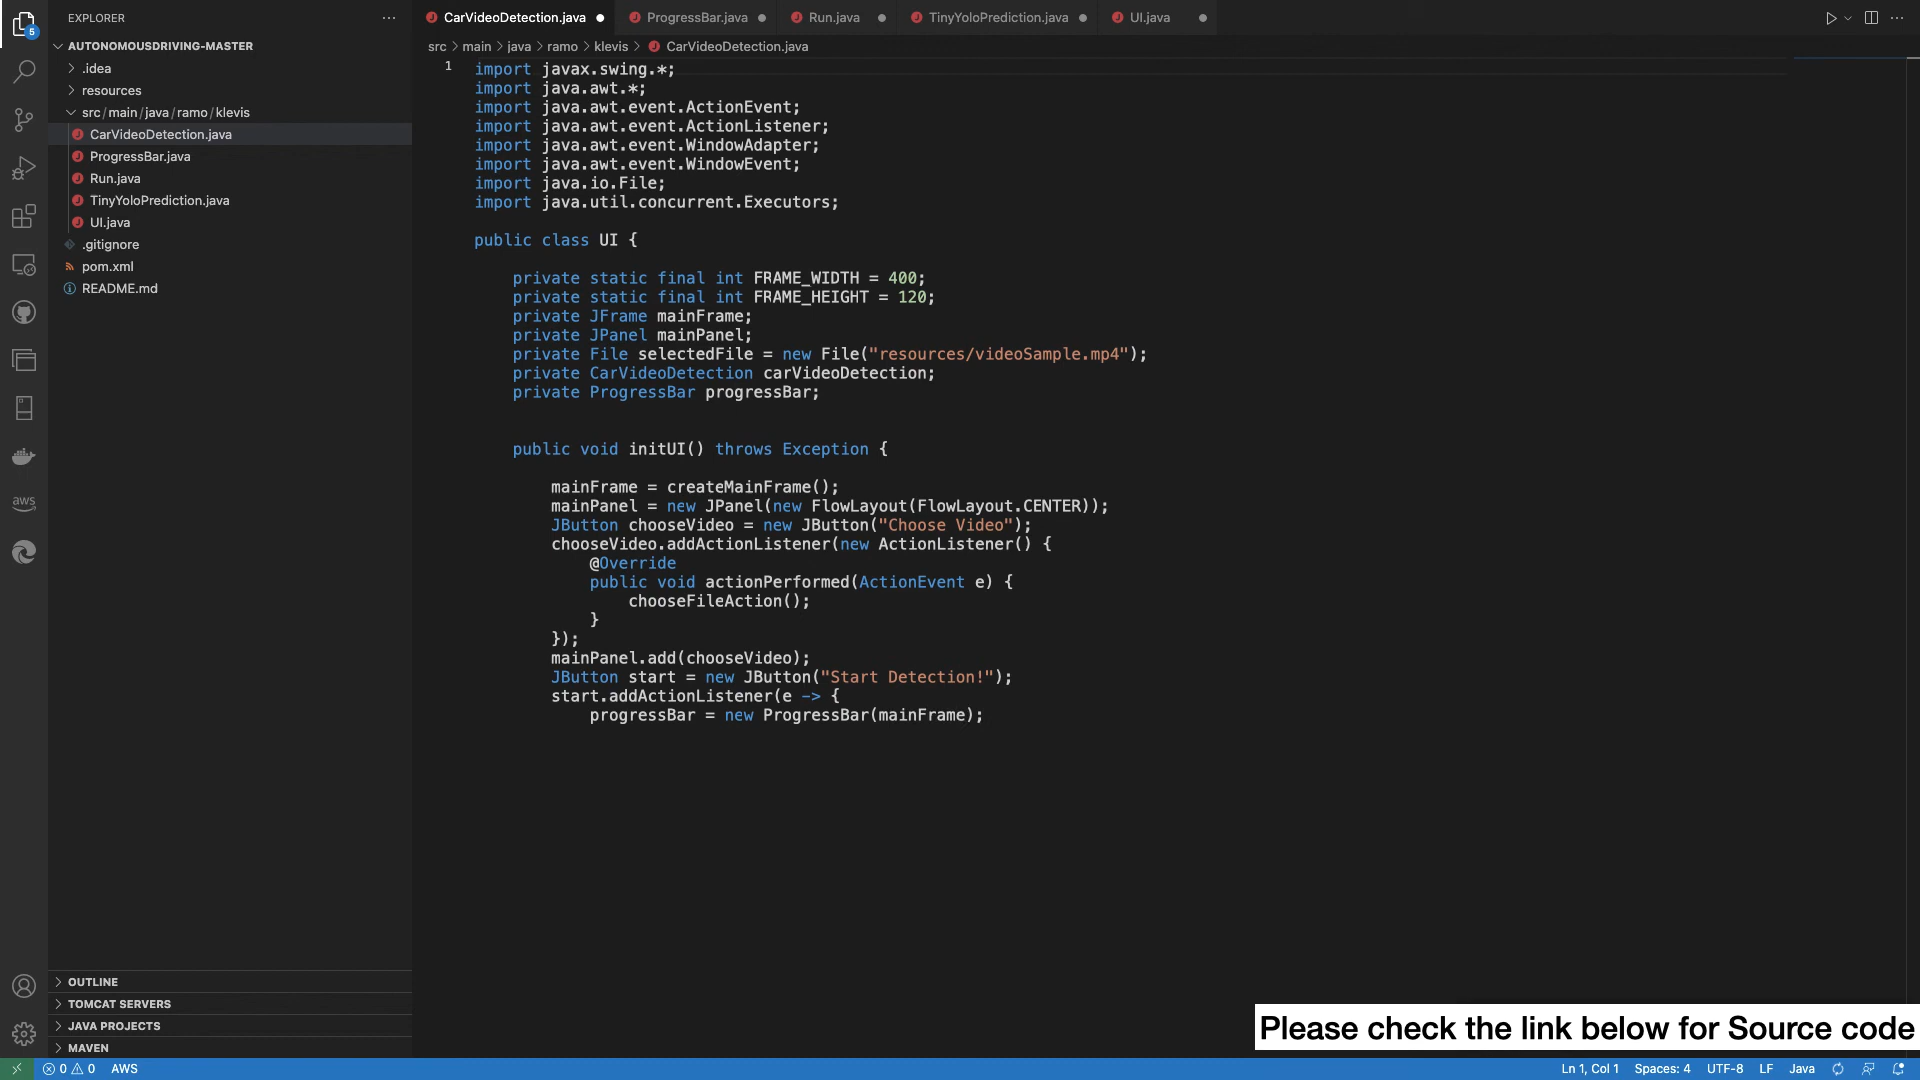 EXPLORER
AUTONOMOUSDRIVING-MASTER
.idea
resources
src/main/java/ramo/klevis
CarVideoDetection.java
ProgressBar.java
Run.java
TinyYoloPrediction.java
UI.java
.gitignore
pom.xml
README.md
OUTLINE
TOMCAT SERVERS
JAVA PROJECTS
MAVEN
5
aws
CarVideoDetection.java
ProgressBar.java
Run.java
TinyYoloPrediction.java
UI.java
src > main > java > ramo > klevis > CarVideoDetection.java
1
import javax.swing.*;
import java.awt.*;
import java.awt.event.ActionEvent;
import java.awt.event.ActionListener;
import java.awt.event.WindowAdapter;
import java.awt.event.WindowEvent;
import java.io.File;
import java.util.concurrent.Executors;
public class UI {
private static final int FRAME_WIDTH = 400;
private static final int FRAME_HEIGHT = 120;
private JFrame mainFrame;
private JPanel mainPanel;
private File selectedFile = new File("resources/videoSample.mp4");
private CarVideoDetection carVideoDetection;
private ProgressBar progressBar;
public void initUI() throws Exception {
mainFrame = createMainFrame();
mainPanel = new JPanel(new FlowLayout(FlowLayout.CENTER));
JButton chooseVideo = new JButton("Choose Video");
chooseVideo.addActionListener(new ActionListener() {
@Override
public void actionPerformed(ActionEvent e) {
chooseFileAction();
}
});
mainPanel.add(chooseVideo);
JButton start = new JButton("Start Detection!");
start.addActionListener(e -> {
progressBar = new ProgressBar(mainFrame);
Please check the link below for Source code
0 0 AWS
Ln 1, Col 1 Spaces: 4 UTF-8 LF Java